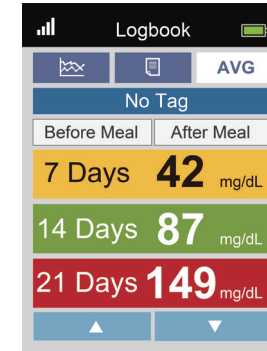 Logbook
AVG
No Tag
Before Meal After Meal
7 Days 42 mg/dL
14 Days 87 mg/dL
21 Days 149 mg/dL